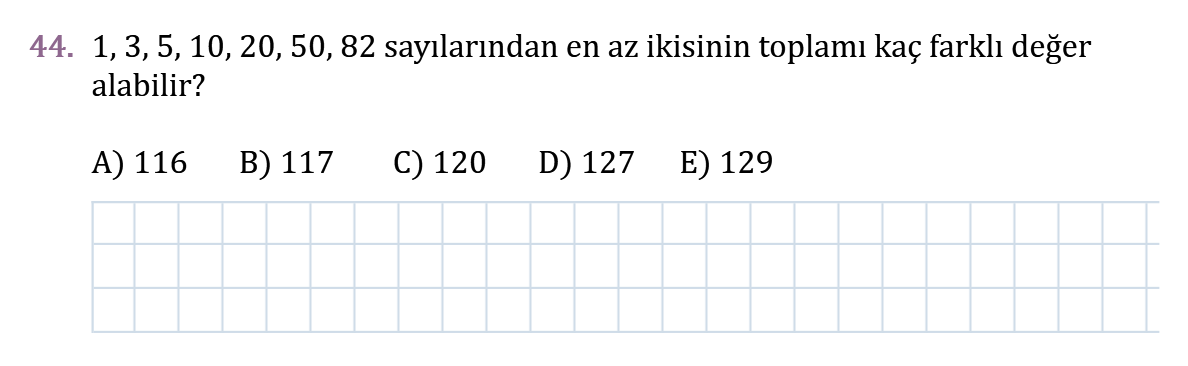 44. 1, 3, 5, 10, 20, 50, 82 sayılarından en az ikisinin toplamı kaç farklı değer
alabilir?
A) 116 B) 117 C) 120 D) 127 E) 129